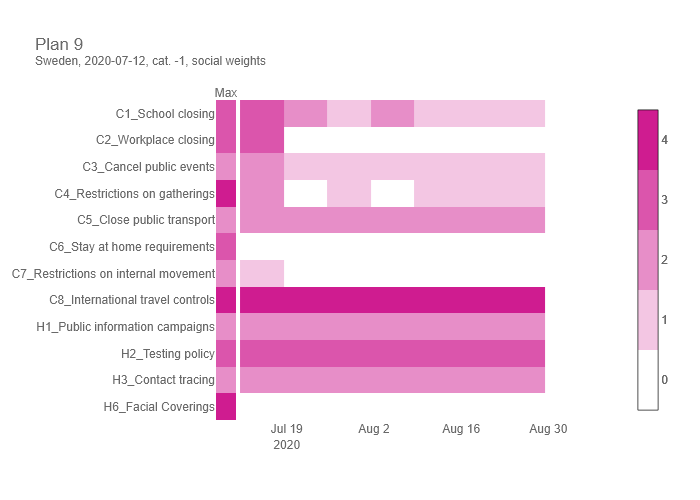 Plan 9
Sweden, 2020-07-12, cat. -1, social weights
Max
C1_School closing
C2_Workplace closing
C3_Cancel public events
C4_Restrictions on gatherings
C5_Close public transport
C6_Stay at home requirements
C7_Restrictions on internal movement
C8_International travel controls
H1_Public information campaigns
H2_Testing policy
H3_Contact tracing
H6_Facial Coverings
Jul 19
2020
Aug 2
Aug 16
Aug 30
4
3
2
1
0